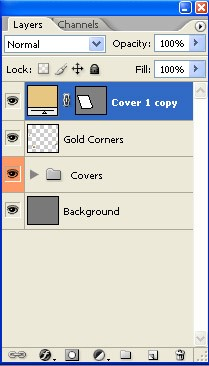 Layers Channels
Normal Opacity: 100%
Lock: Fill: 100%
Cover 1 copy
Gold Corners
Covers
Background